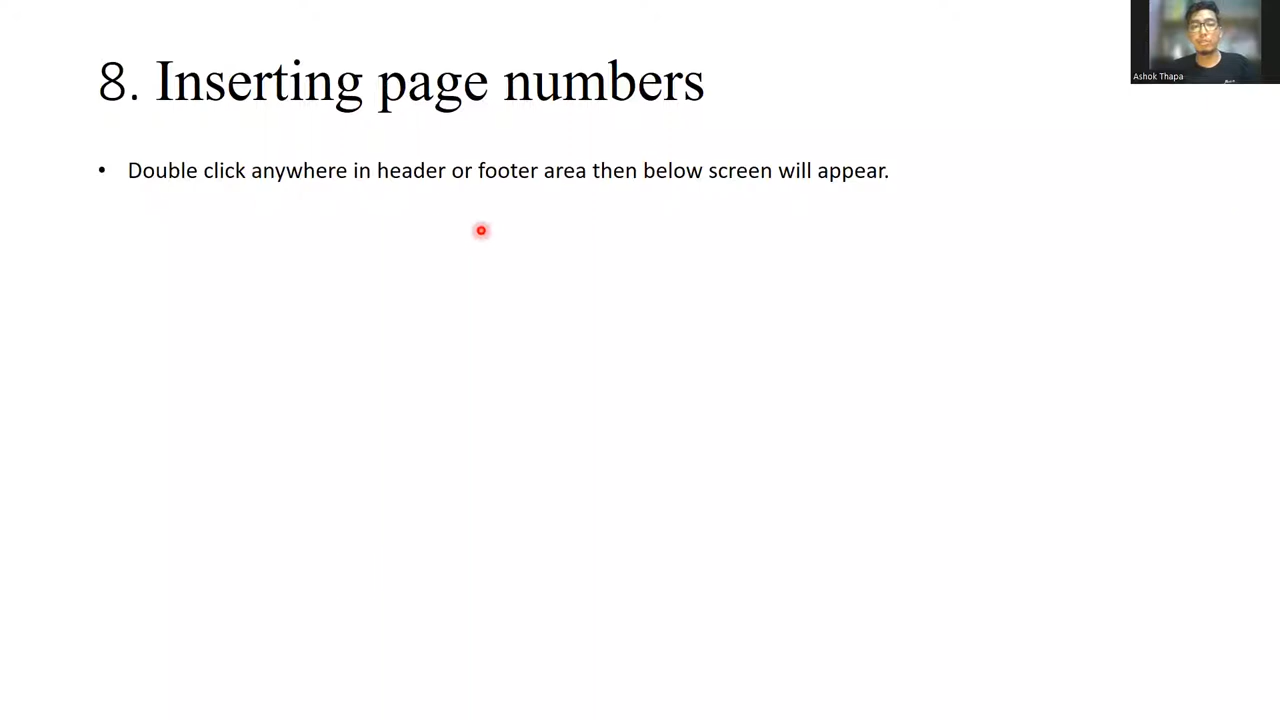 8. Inserting page numbers
• Double click anywhere in header or footer area then below screen will appear.
Ashok Thapa